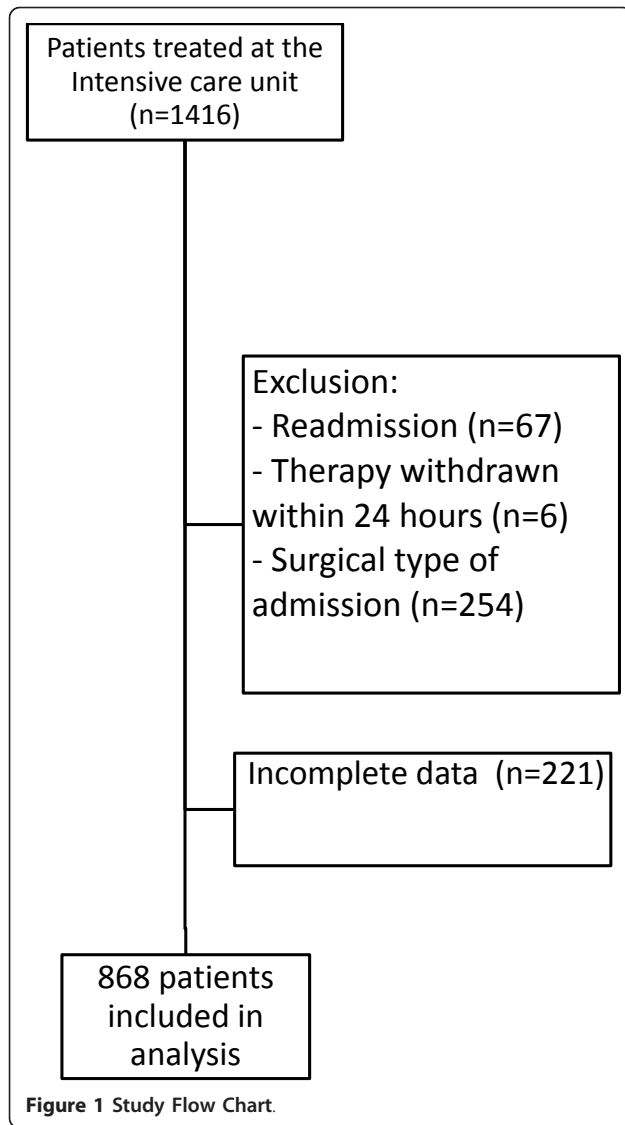 Patients treated at the
Intensive care unit
(n=1416)
Exclusion:
- Readmission (n=67)
- Therapy withdrawn
within 24 hours (n=6)
- Surgical type of
admission (n=254)
Incomplete data (n=221)
868 patients
included in
analysis
Figure 1 Study Flow Chart.